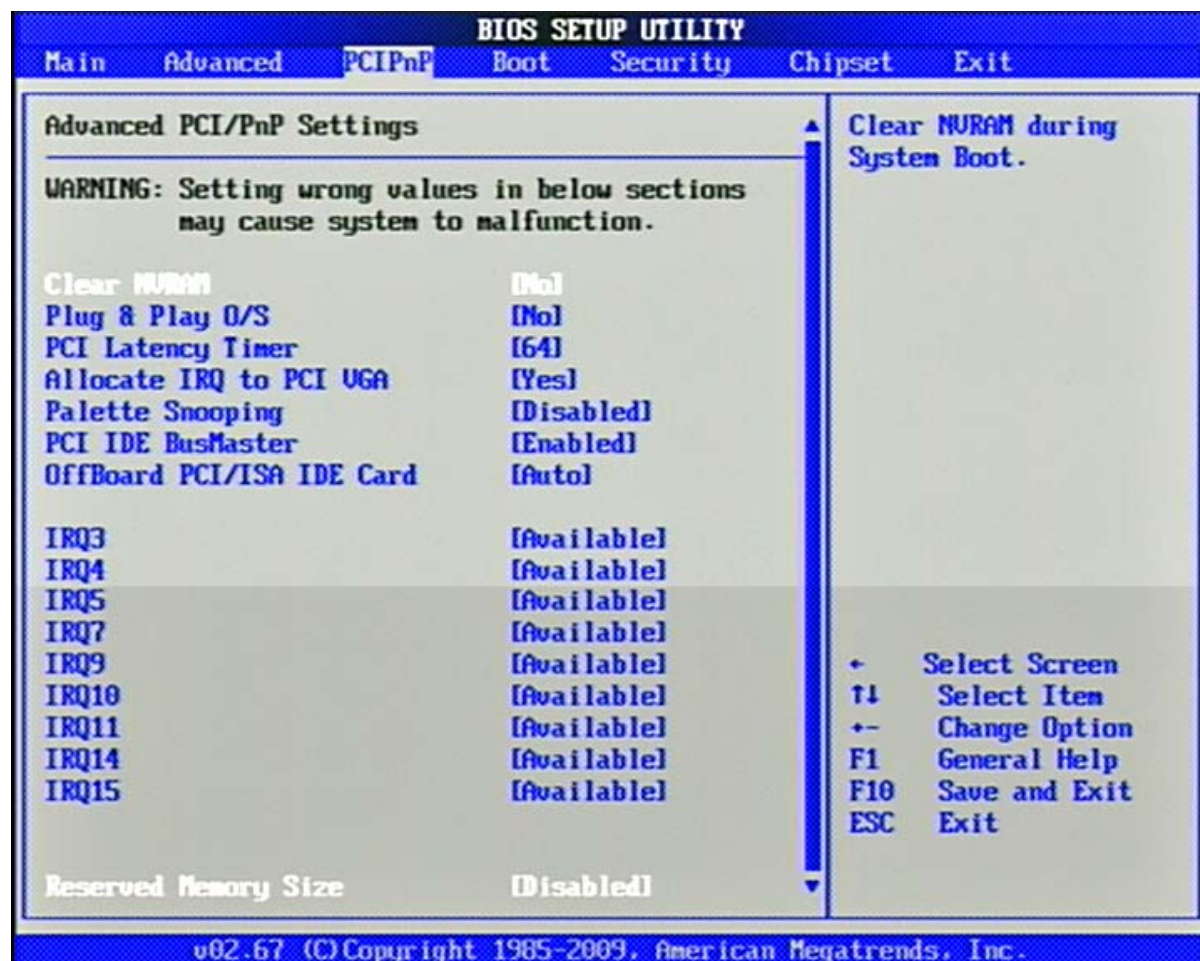 BIOS SETUP UTILITY
Main Advanced PCIPnP Boot Security Chipset Exit
Advanced PCI/PnP Settings
WARNING: Setting wrong values in below sections
may cause system to malfunction.
Clear NVRAM [No]
Plug & Play O/S [No]
PCI Latency Timer [64]
Allocate IRQ to PCI VGA [Yes]
Palette Snooping [Disabled]
PCI IDE BusMaster [Enabled]
OffBoard PCI/ISA IDE Card [Auto]
IRQ3 [Available]
IRQ4 [Available]
IRQ5 [Available]
IRQ7 [Available]
IRQ9 [Available]
IRQ10 [Available]
IRQ11 [Available]
IRQ14 [Available]
IRQ15 [Available]
Reserved Memory Size [Disabled]
Clear NVRAM during
System Boot.
← Select Screen
↑↓ Select Item
+- Change Option
F1 General Help
F10 Save and Exit
ESC Exit
v02.67 (C)Copyright 1985-2009, American Megatrends, Inc.